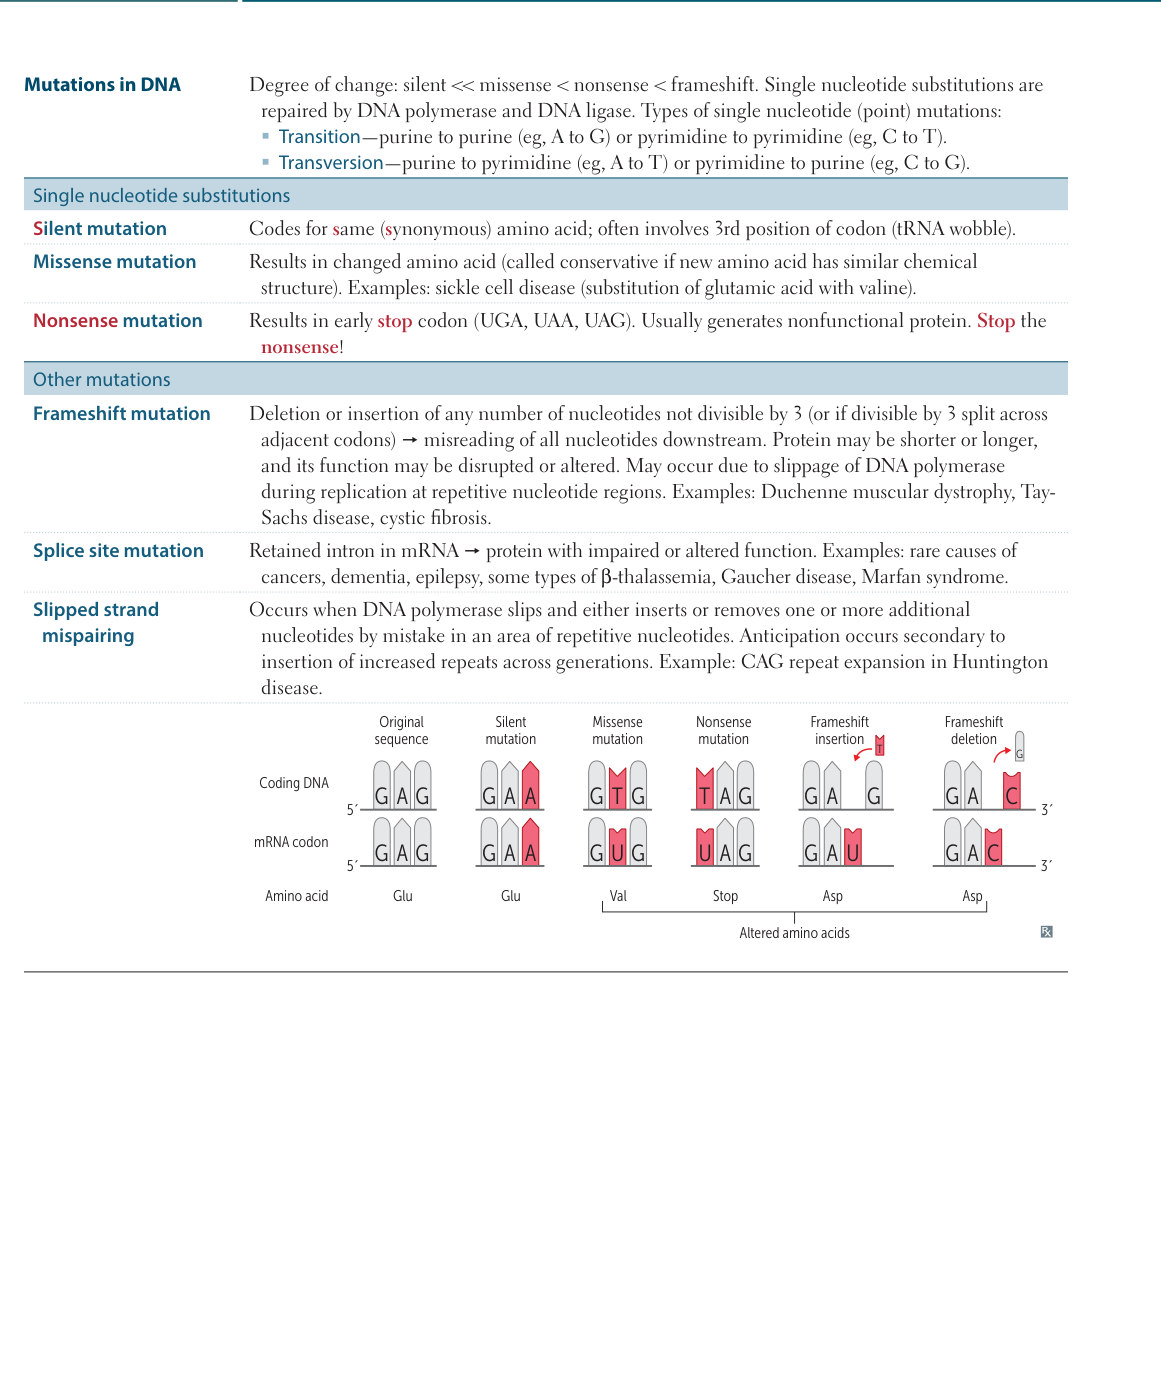 Mutations in DNA
Degree of change: silent << missense < nonsense < frameshift. Single nucleotide substitutions are
repaired by DNA polymerase and DNA ligase. Types of single nucleotide (point) mutations:
▪ Transition—purine to purine (eg, A to G) or pyrimidine to pyrimidine (eg, C to T).
▪ Transversion—purine to pyrimidine (eg, A to T) or pyrimidine to purine (eg, C to G).
Single nucleotide substitutions
Silent mutation
Codes for same (synonymous) amino acid; often involves 3rd position of codon (tRNA wobble).
Missense mutation
Results in changed amino acid (called conservative if new amino acid has similar chemical
structure). Examples: sickle cell disease (substitution of glutamic acid with valine).
Nonsense mutation
Results in early stop codon (UGA, UAA, UAG). Usually generates nonfunctional protein. Stop the
nonsense!
Other mutations
Frameshift mutation
Deletion or insertion of any number of nucleotides not divisible by 3 (or if divisible by 3 split across
adjacent codons) → misreading of all nucleotides downstream. Protein may be shorter or longer,
and its function may be disrupted or altered. May occur due to slippage of DNA polymerase
during replication at repetitive nucleotide regions. Examples: Duchenne muscular dystrophy, Tay-
Sachs disease, cystic fibrosis.
Splice site mutation
Retained intron in mRNA → protein with impaired or altered function. Examples: rare causes of
cancers, dementia, epilepsy, some types of β-thalassemia, Gaucher disease, Marfan syndrome.
Slipped strand
mispairing
Occurs when DNA polymerase slips and either inserts or removes one or more additional
nucleotides by mistake in an area of repetitive nucleotides. Anticipation occurs secondary to
insertion of increased repeats across generations. Example: CAG repeat expansion in Huntington
disease.
Original Silent Missense Nonsense Frameshift Frameshift
sequence mutation mutation mutation insertion deletion
T G
Coding DNA
5′ G A G G A A G T G T A G G A G G A C 3′
mRNA codon
5′ G A G G A A G U G U A G G A U G A C 3′
Amino acid Glu Glu Val Stop Asp Asp
Altered amino acids
Rx